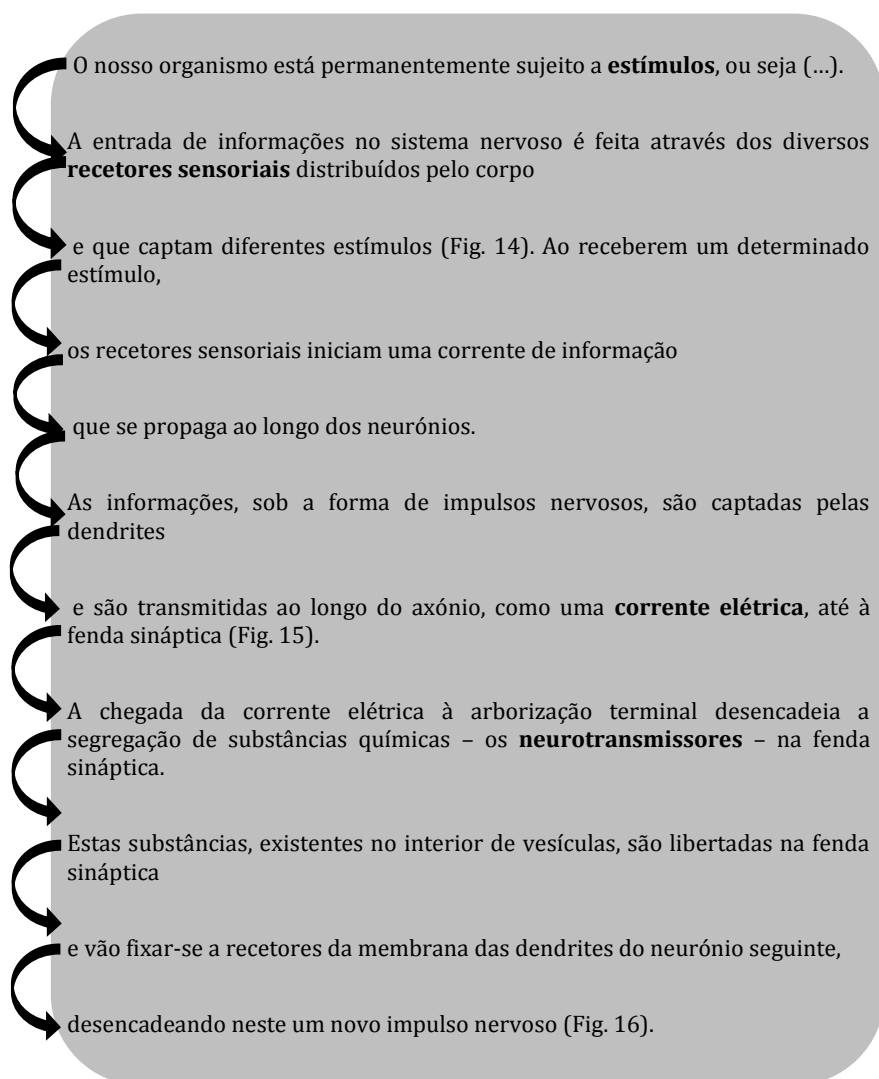 O nosso organismo está permanentemente sujeito a estímulos, ou seja (…).
A entrada de informações no sistema nervoso é feita através dos diversos
recetores sensoriais distribuídos pelo corpo
e que captam diferentes estímulos (Fig. 14). Ao receberem um determinado
estímulo,
os recetores sensoriais iniciam uma corrente de informação
que se propaga ao longo dos neurónios.
As informações, sob a forma de impulsos nervosos, são captadas pelas
dendrites
e são transmitidas ao longo do axónio, como uma corrente elétrica, até à
fenda sináptica (Fig. 15).
A chegada da corrente elétrica à arborização terminal desencadeia a
segregação de substâncias químicas – os neurotransmissores – na fenda
sináptica.
Estas substâncias, existentes no interior de vesículas, são libertadas na fenda
sináptica
e vão fixar-se a recetores da membrana das dendrites do neurónio seguinte,
desencadeando neste um novo impulso nervoso (Fig. 16).